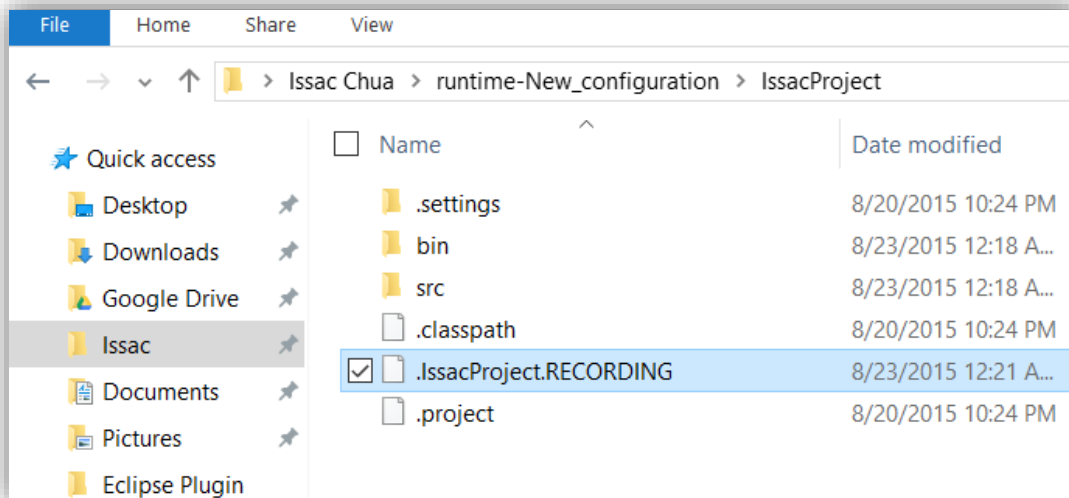 File Home Share View
Issac Chua > runtime-New_configuration > IssacProject
Name Date modified
Quick access
Desktop
Downloads
Google Drive
Issac
Documents
Pictures
Eclipse Plugin
.settings 8/20/2015 10:24 PM
bin 8/23/2015 12:18 A...
src 8/23/2015 12:18 A...
.classpath 8/20/2015 10:24 PM
.IssacProject.RECORDING 8/23/2015 12:21 A...
.project 8/20/2015 10:24 PM